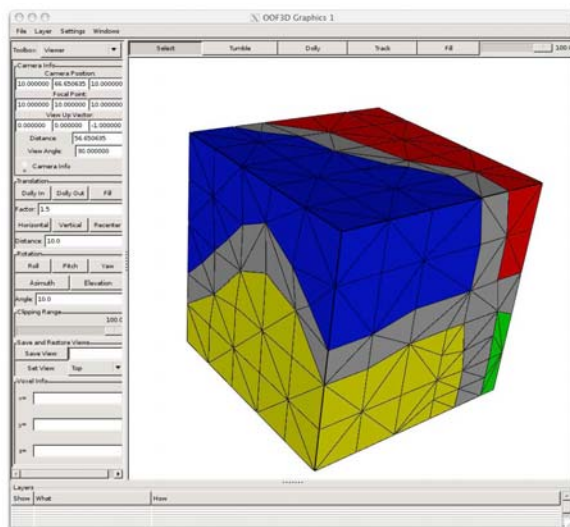 OOF3D Graphics 1
File Layer Settings Windows
Toolbox: Viewer
Select Tumble Dolly Track Fill 100.
Camera Info
Camera Position:
10.000000 66.650635 10.000000
Focal Point:
10.000000 10.000000 10.000000
View Up Vector:
0.000000 0.000000 -1.000000
Distance: 56.650635
View Angle: 30.000000
Camera Info
Translation
Dolly In Dolly Out Fill
Factor: 1.5
Horizontal Vertical Recenter
Distance: 10.0
Rotation
Roll Pitch Yaw
Azimuth Elevation
Angle: 10.0
Clipping Range
100.
Save and Restore Views
Save View:
Set View: Top
Voxel Info
x=
y=
z=
Layers
Show What How